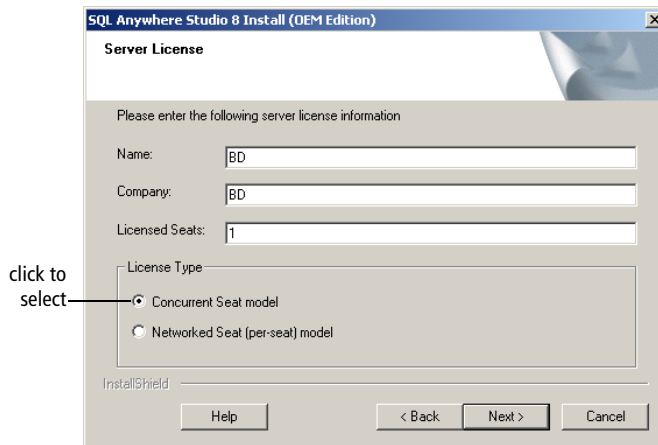 SQL Anywhere Studio 8 Install (OEM Edition)
Server License
Please enter the following server license information
Name:
BD
Company:
BD
Licensed Seats:
1
License Type
click to
select
Concurrent Seat model
Networked Seat (per-seat) model
InstallShield
Help
< Back
Next >
Cancel